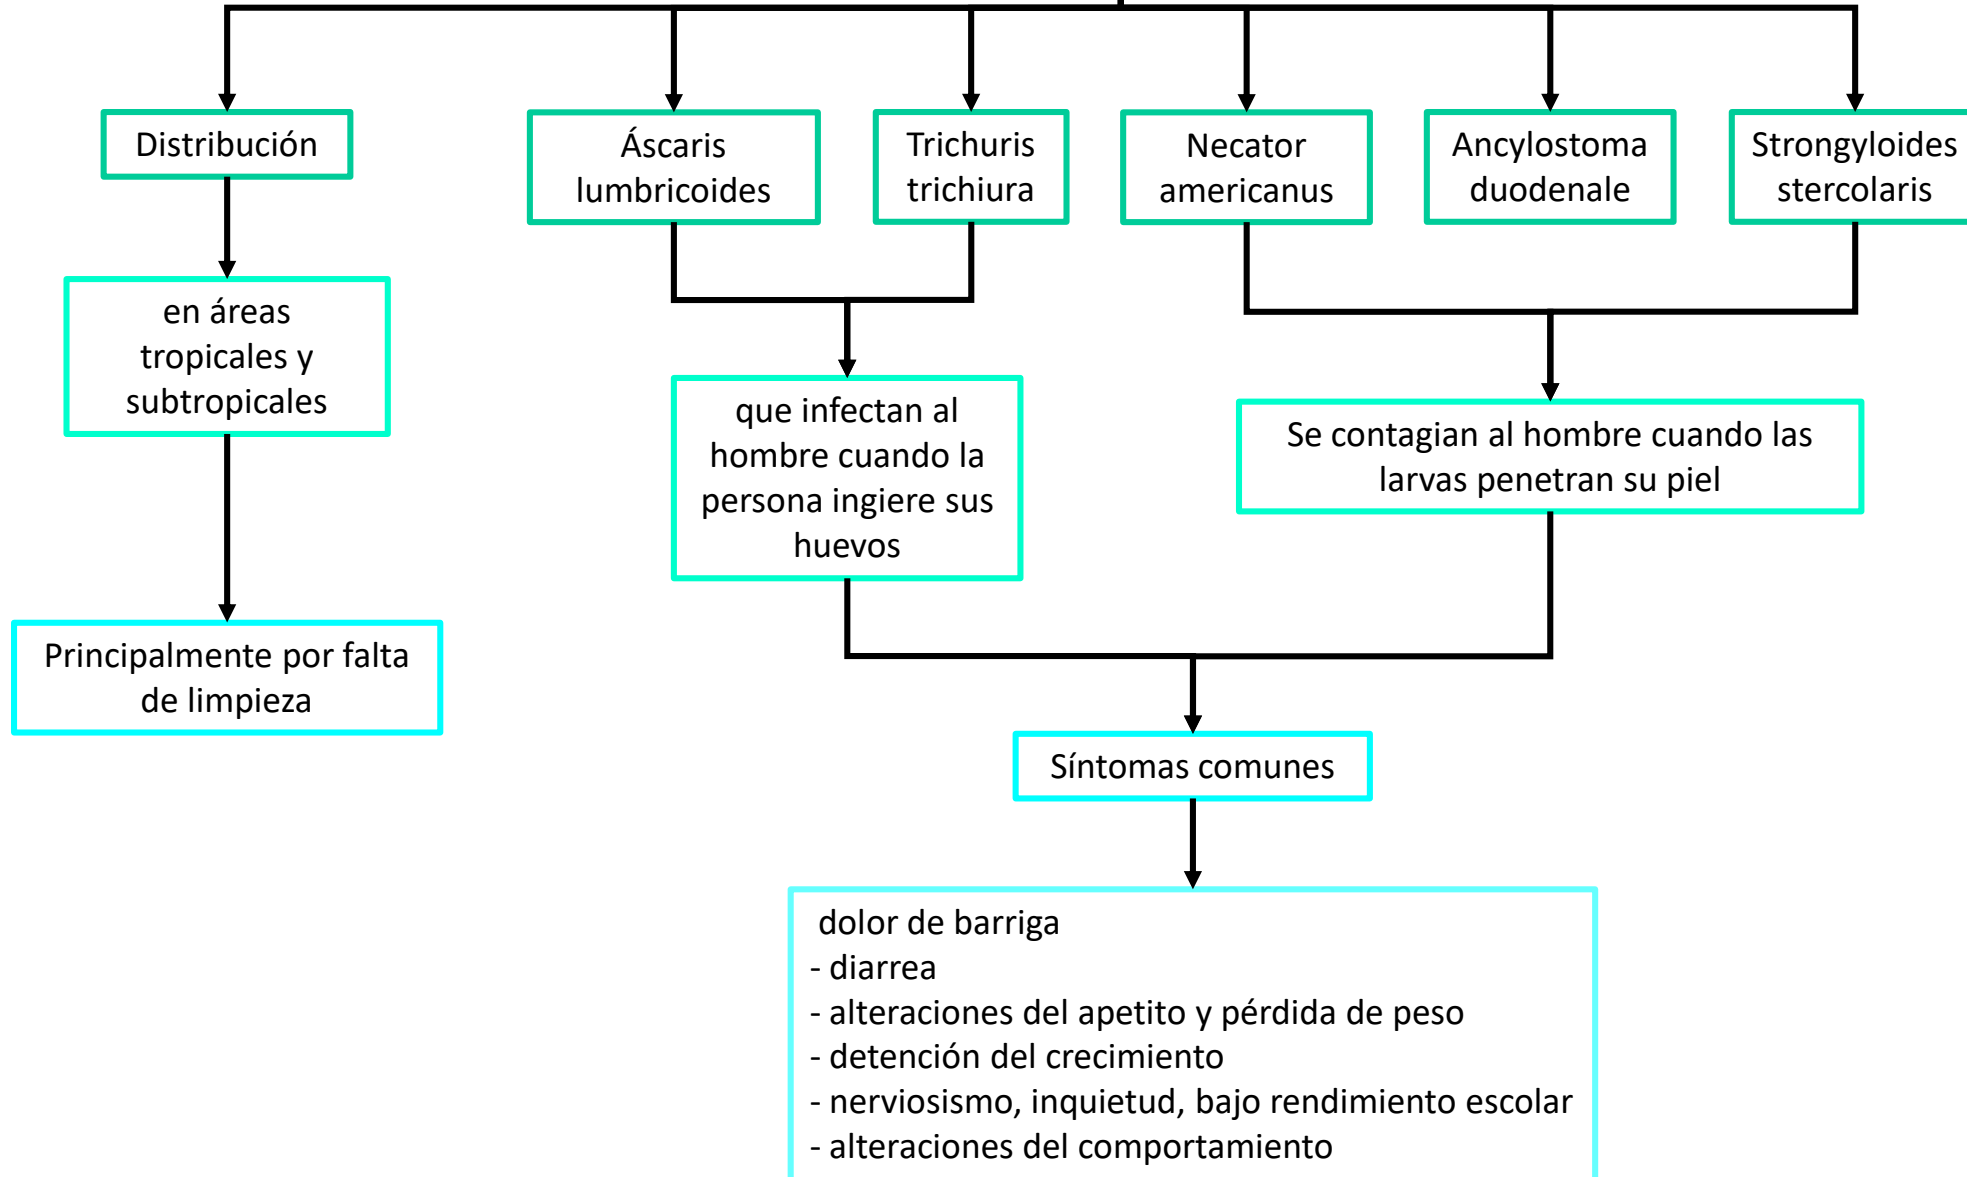 Distribución
Áscaris
lumbricoides
Trichuris
trichiura
Necator
americanus
Ancylostoma
duodenale
Strongyloides
stercolaris
en áreas
tropicales y
subtropicales
que infectan al
hombre cuando la
persona ingiere sus
huevos
Se contagian al hombre cuando las
larvas penetran su piel
Principalmente por falta
de limpieza
Síntomas comunes
dolor de barriga
- diarrea
- alteraciones del apetito y pérdida de peso
- detención del crecimiento
- nerviosismo, inquietud, bajo rendimiento escolar
- alteraciones del comportamiento